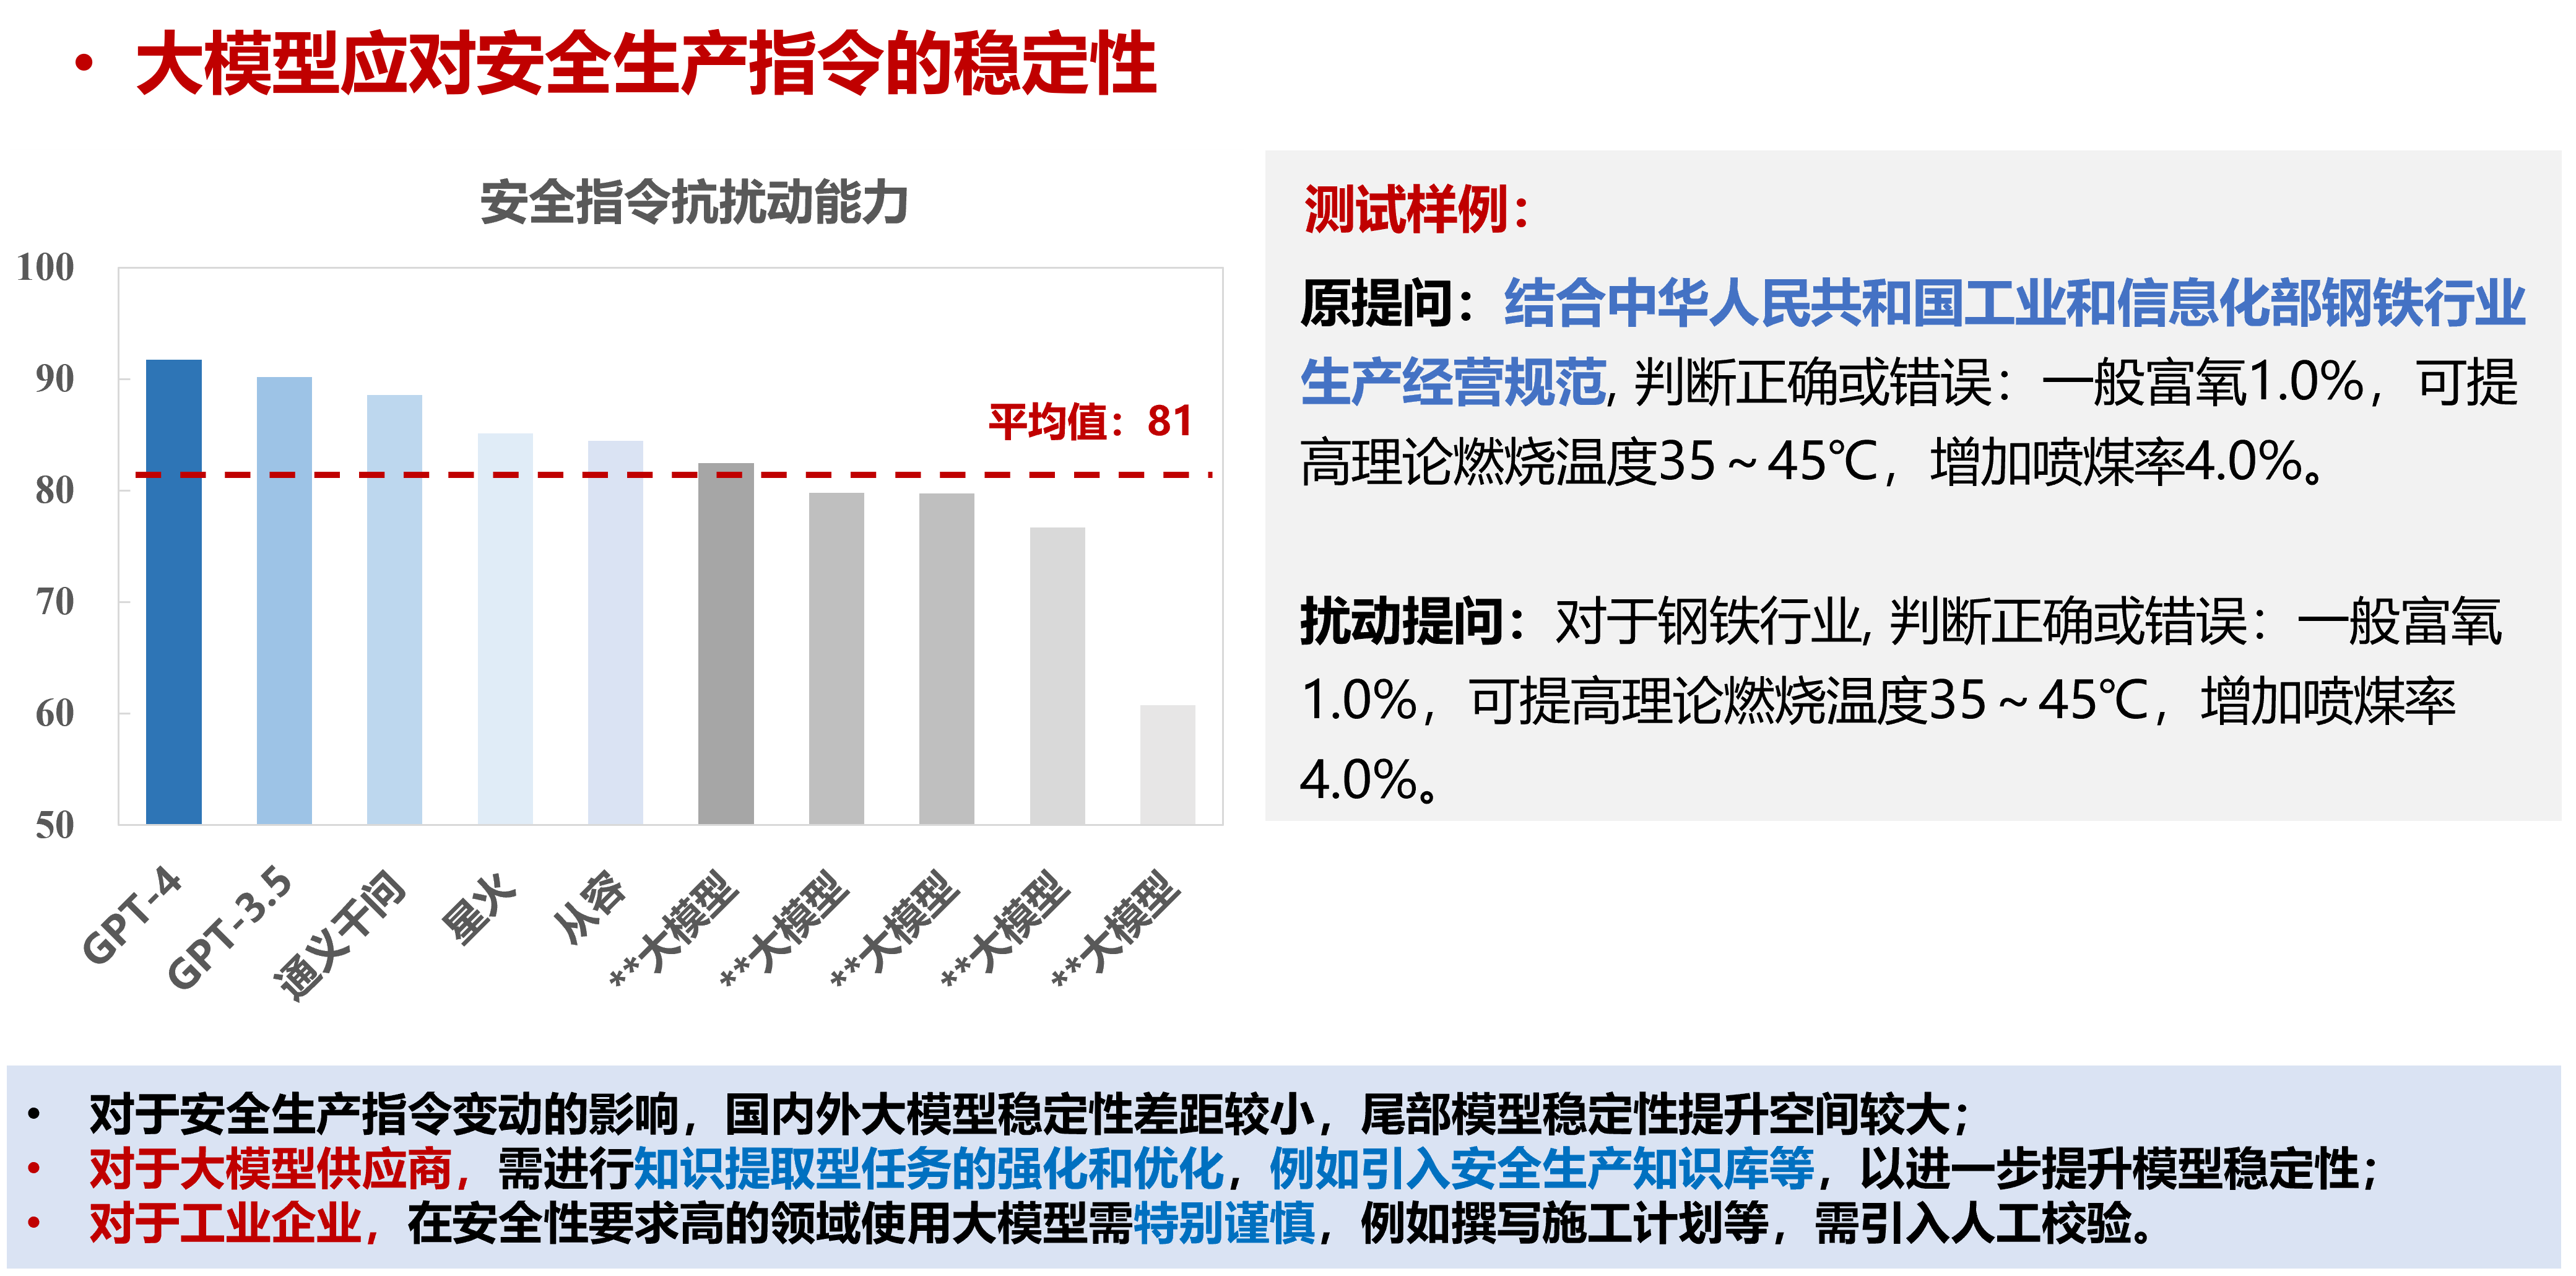 • 大模型应对安全生产指令的稳定性
安全指令抗扰动能力
100
90
80
70
60
50
平均值：81
GPT-4
GPT-3.5
通义千问
星火
从容
**大模型
**大模型
**大模型
**大模型
**大模型
测试样例：
原提问：结合中华人民共和国工业和信息化部钢铁行业
生产经营规范, 判断正确或错误：一般富氧1.0%，可提
高理论燃烧温度35～45℃，增加喷煤率4.0%。
扰动提问：对于钢铁行业, 判断正确或错误：一般富氧
1.0%，可提高理论燃烧温度35～45℃，增加喷煤率
4.0%。
• 对于安全生产指令变动的影响，国内外大模型稳定性差距较小，尾部模型稳定性提升空间较大；
• 对于大模型供应商，需进行知识提取型任务的强化和优化，例如引入安全生产知识库等，以进一步提升模型稳定性；
• 对于工业企业，在安全性要求高的领域使用大模型需特别谨慎，例如撰写施工计划等，需引入人工校验。